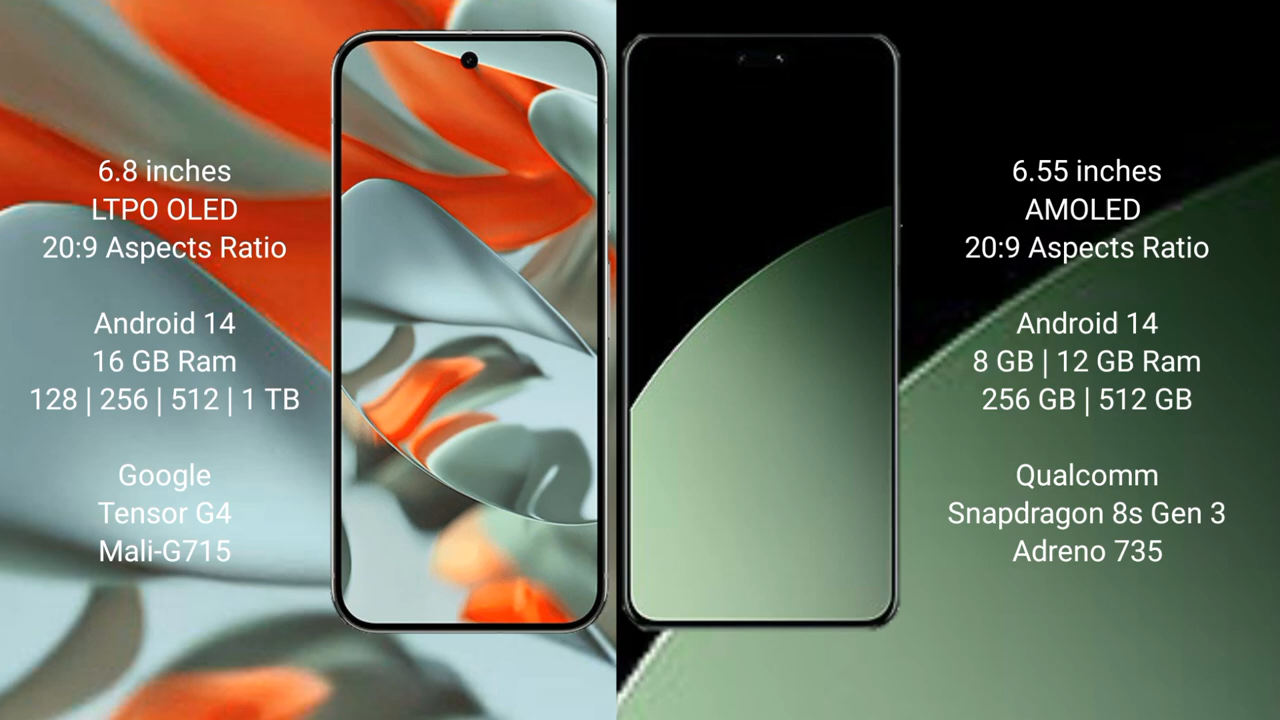 6.8 inches
LTPO OLED
20:9 Aspects Ratio
Android 14
16 GB Ram
128 | 256 | 512 | 1 TB
Google
Tensor G4
Mali-G715
6.55 inches
AMOLED
20:9 Aspects Ratio
Android 14
8 GB | 12 GB Ram
256 GB | 512 GB
Qualcomm
Snapdragon 8s Gen 3
Adreno 735